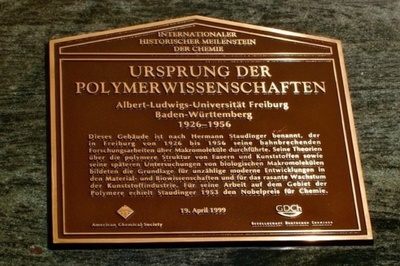 INTERNATIONALER
HISTORISCHER MEILENSTEIN
DER CHEMIE
URSPRUNG DER
POLYMERWISSENSCHAFTEN
Albert-Ludwigs-Universität Freiburg
Baden-Württemberg
1926–1956
Dieses Gebäude ist nach Hermann Staudinger benannt, der
in Freiburg von 1926 bis 1956 seine bahnbrechenden
Forschungsarbeiten über Makromoleküle durchführte. Seine Theorien
über die polymere Struktur von Fasern und Kunststoffen sowie
seine späteren Untersuchungen von biologischen Makromolekülen
bildeten die Grundlage für unzählige moderne Entwicklungen in
den Material- und Biowissenschaften und für das rasante Wachstum
der Kunststoffindustrie. Für seine Arbeit auf dem Gebiet der
Polymere erhielt Staudinger 1953 den Nobelpreis für Chemie.
19. April 1999
GDCh
American Chemical Society
Gesellschaft Deutscher Chemiker